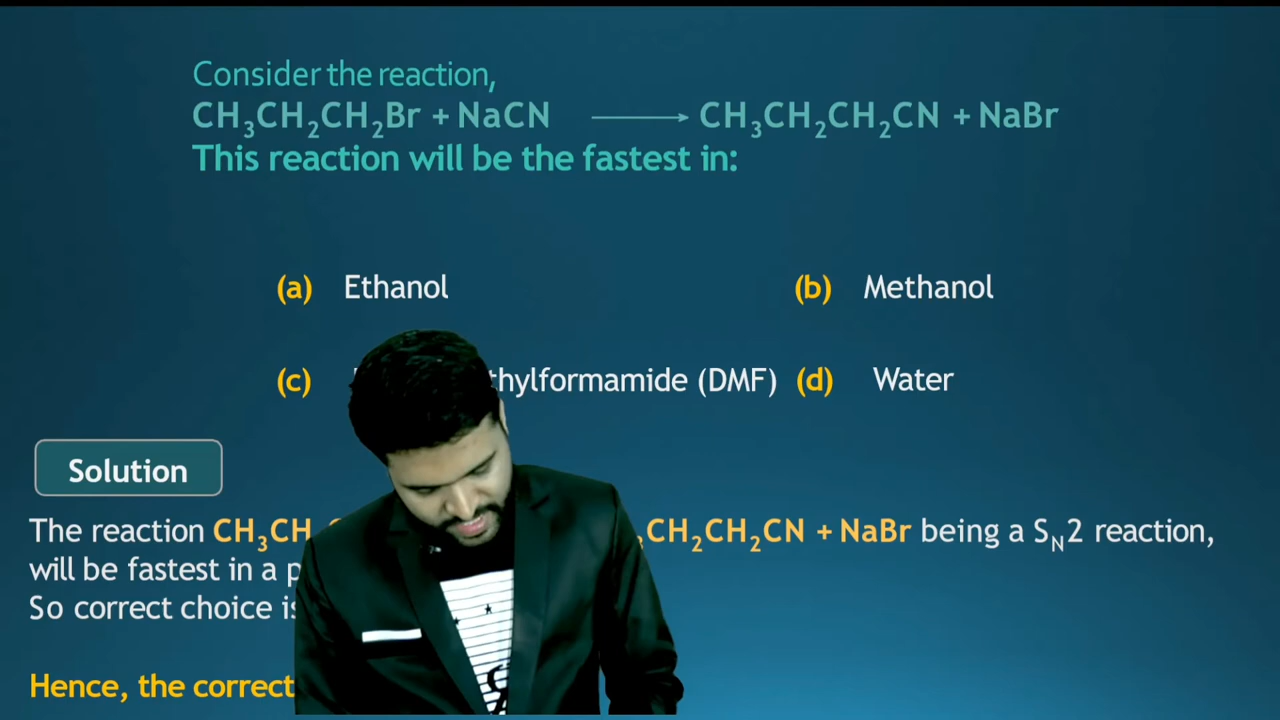 Consider the reaction,
CH₃CH₂CH₂Br + NaCN ⟶ CH₃CH₂CH₂CN + NaBr
This reaction will be the fastest in:
(a) Ethanol (b) Methanol
(c) thylformamide (DMF) (d) Water
Solution
The reaction CH₃CH CH₂CH₂CN + NaBr being a Sɴ2 reaction,
will be fastest in a p
So correct choice is
Hence, the correct